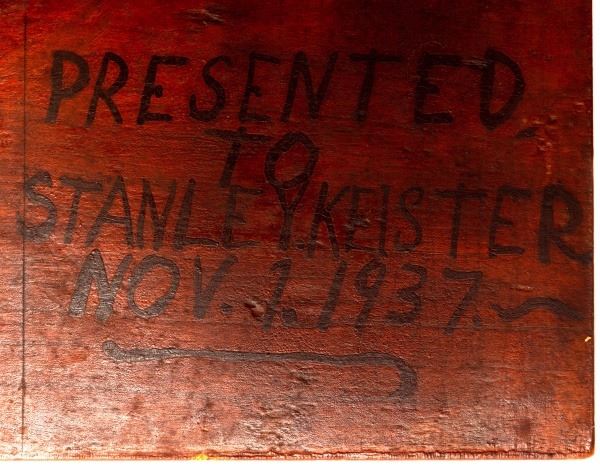 PRESENTED.
TO
STANLEY.KEISTER
NOV. 1. 1937.~